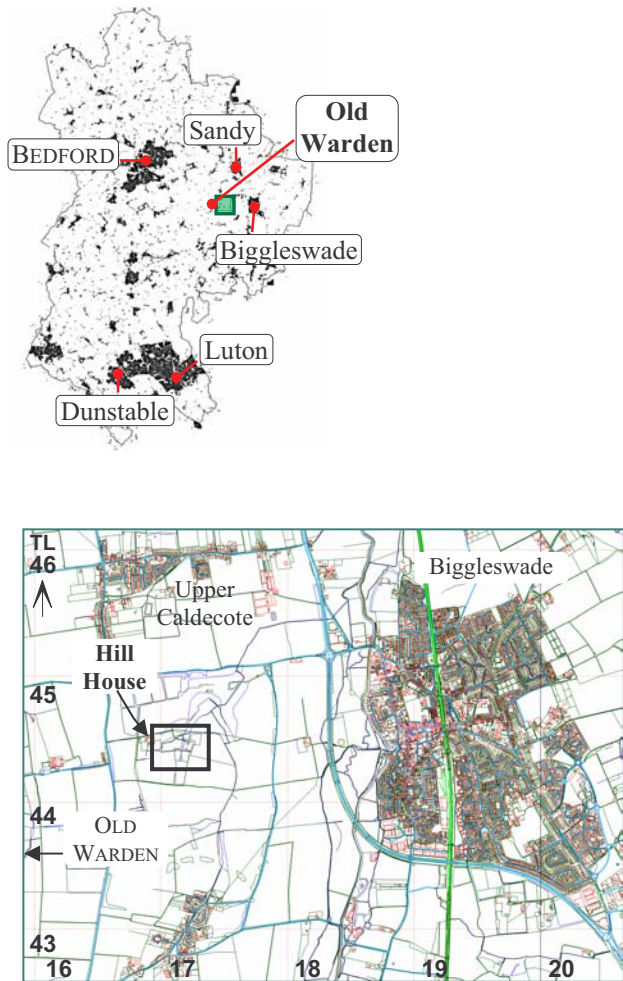 Old
Warden
Sandy
BEDFORD
Biggleswade
Luton
Dunstable
TL
46
Biggleswade
Upper
Caldecote
Hill
House
45
44
OLD
WARDEN
43
16 17 18 19 20